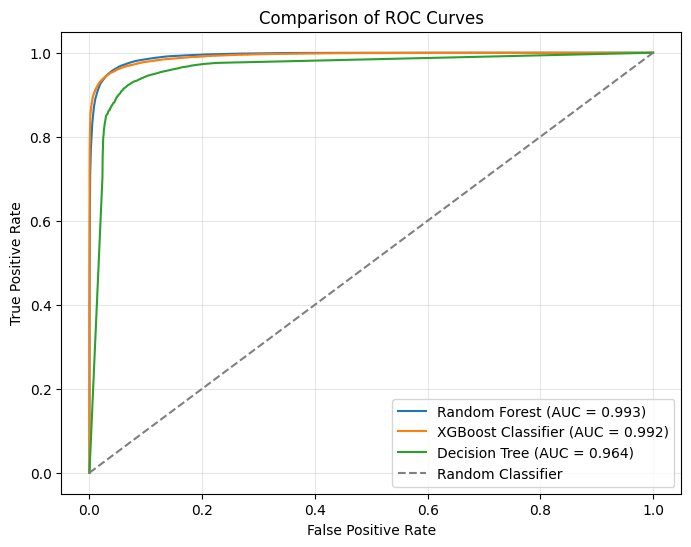 Comparison of ROC Curves
True Positive Rate
1.0
0.8
0.6
0.4
0.2
0.0
Random Forest (AUC = 0.993)
XGBoost Classifier (AUC = 0.992)
Decision Tree (AUC = 0.964)
Random Classifier
0.0 0.2 0.4 0.6 0.8 1.0
False Positive Rate